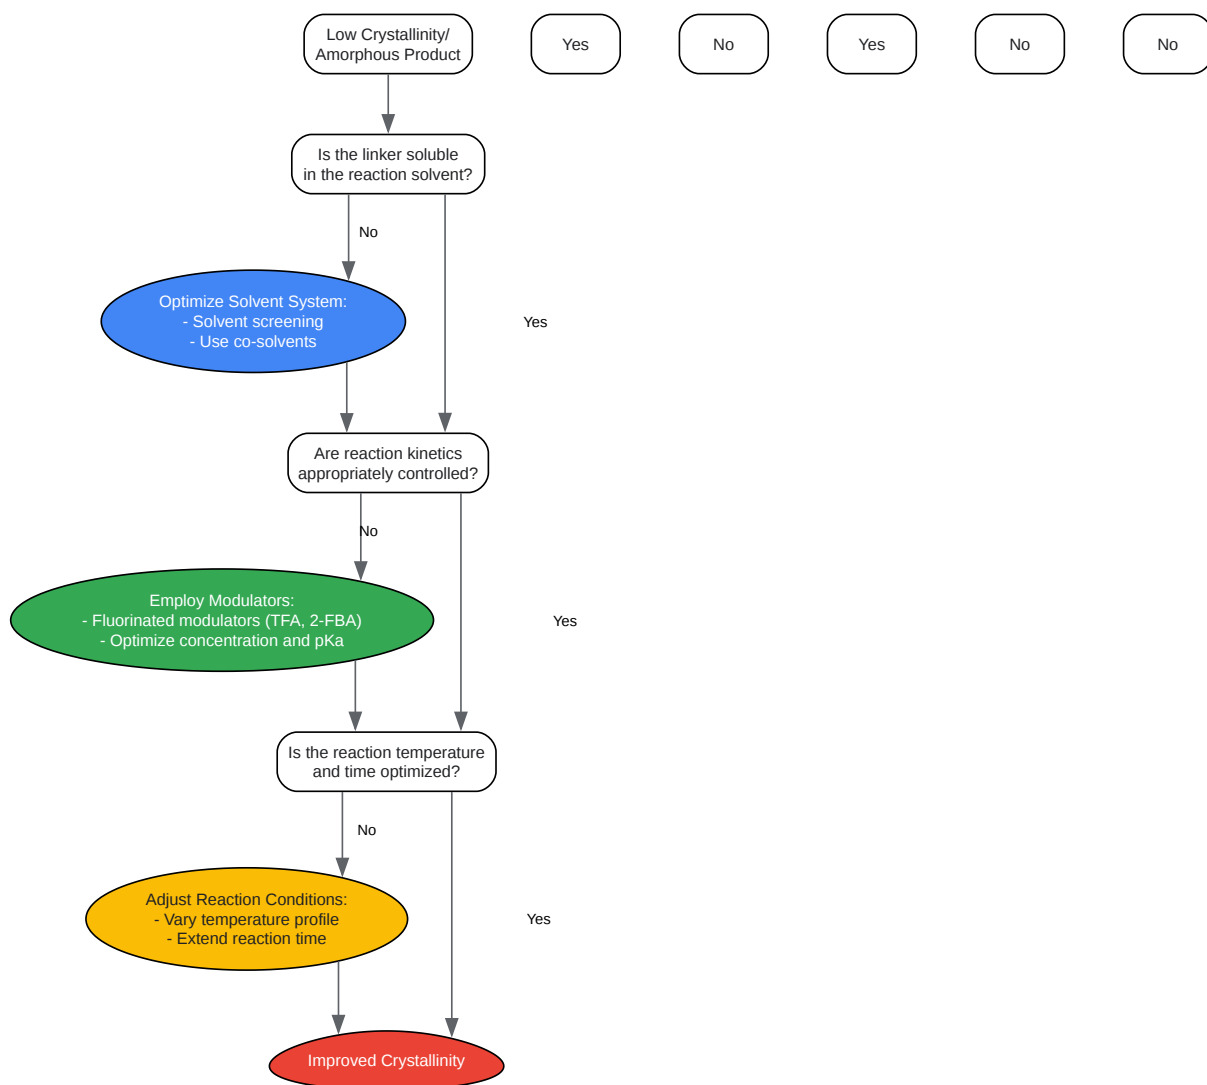 Low Crystallinity/
Amorphous Product
Yes
No
Yes
No
No
Is the linker soluble
in the reaction solvent?
No
Optimize Solvent System:
- Solvent screening
- Use co-solvents
Yes
Are reaction kinetics
appropriately controlled?
No
Employ Modulators:
- Fluorinated modulators (TFA, 2-FBA)
- Optimize concentration and pKa
Yes
Is the reaction temperature
and time optimized?
No
Adjust Reaction Conditions:
- Vary temperature profile
- Extend reaction time
Yes
Improved Crystallinity